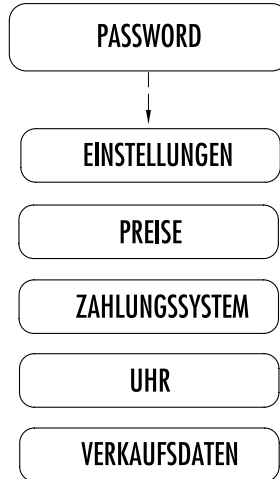 PASSWORD
EINSTELLUNGEN
PREISE
ZAHLUNGSSYSTEM
UHR
VERKAUFSDATEN